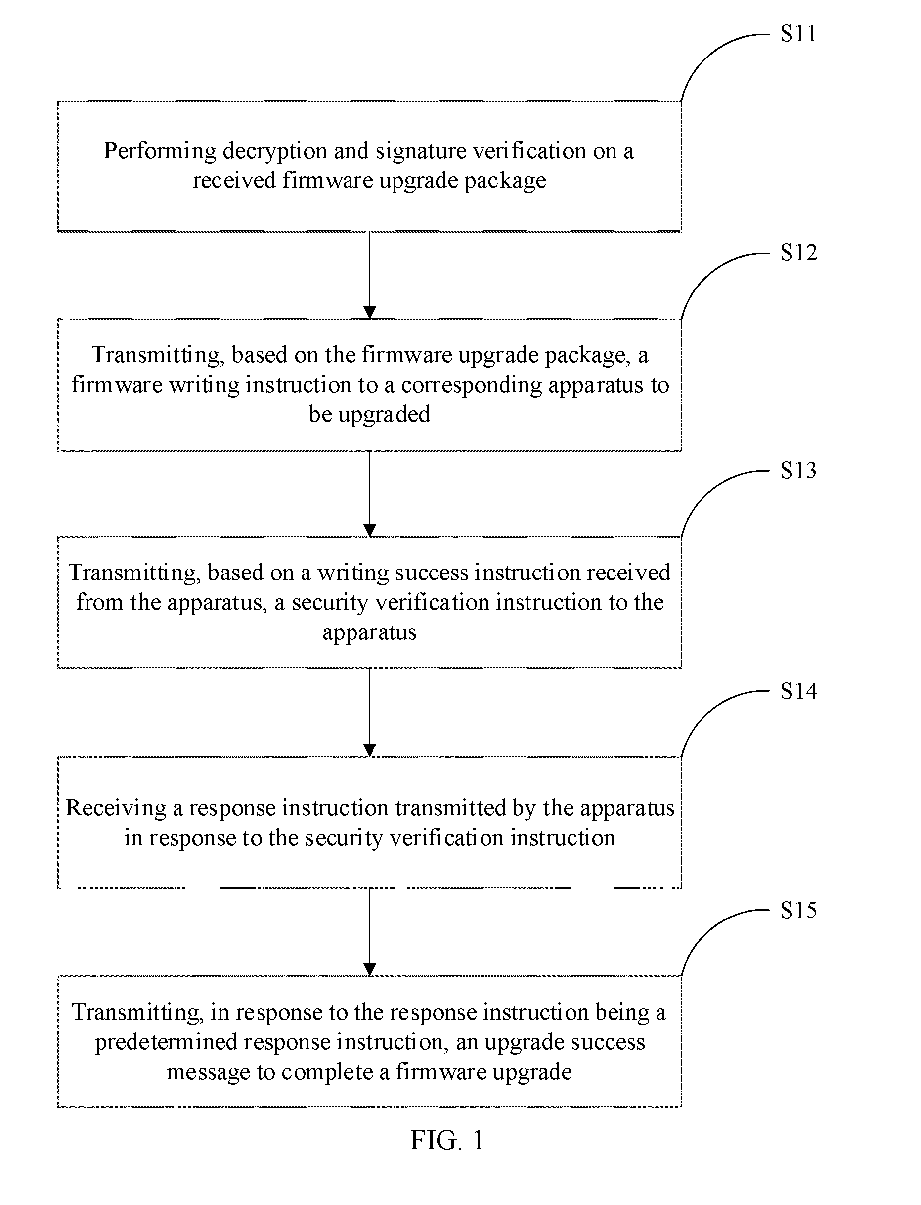 S11
Performing decryption and signature verification on a
received firmware upgrade package
S12
Transmitting, based on the firmware upgrade package, a
firmware writing instruction to a corresponding apparatus to
be upgraded
S13
Transmitting, based on a writing success instruction received
from the apparatus, a security verification instruction to the
apparatus
S14
Receiving a response instruction transmitted by the apparatus
in response to the security verification instruction
S15
Transmitting, in response to the response instruction being a
predetermined response instruction, an upgrade success
message to complete a firmware upgrade
FIG. 1